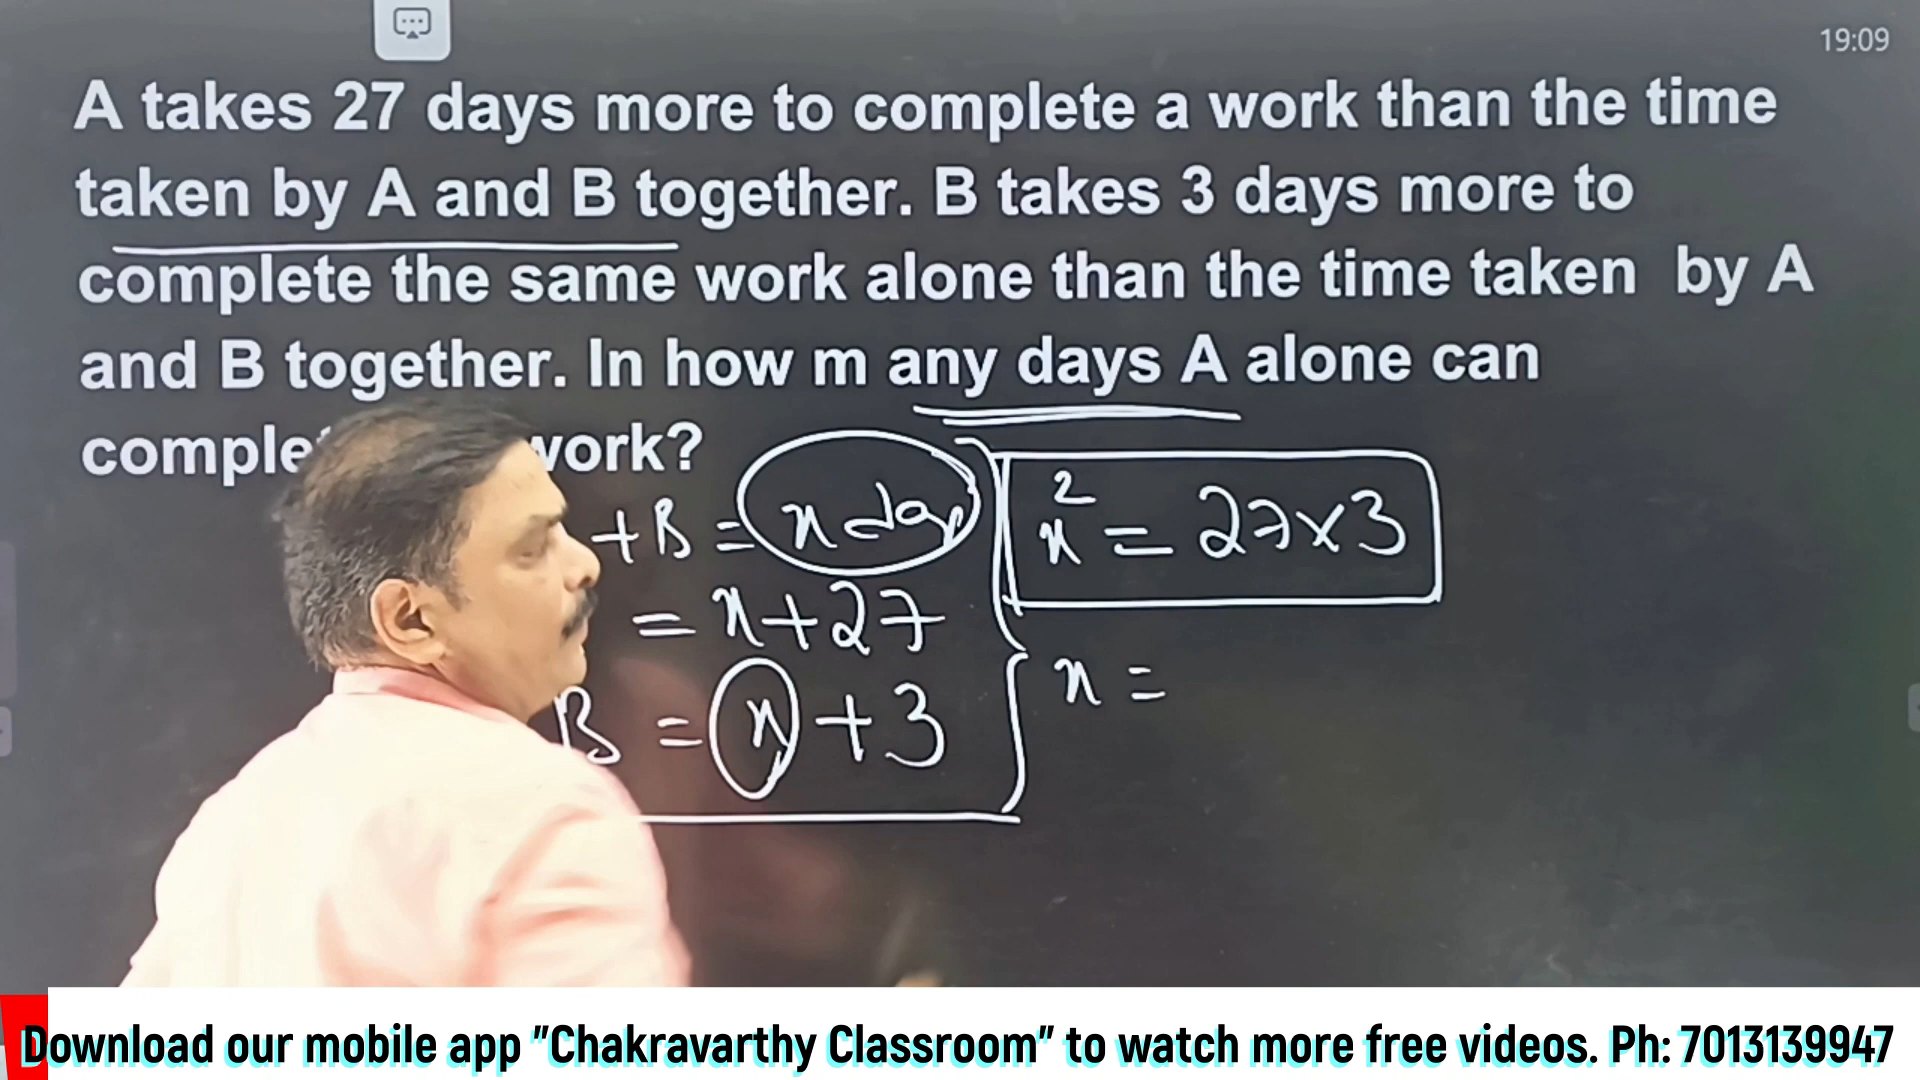 19:09
A takes 27 days more to complete a work than the time
taken by A and B together. B takes 3 days more to
complete the same work alone than the time taken by A
and B together. In how m any days A alone can
work?
+B = x days
x² = 27×3
= x+27
x =
B = x + 3
Download our mobile app "Chakravarthy Classroom" to watch more free videos. Ph: 7013139947